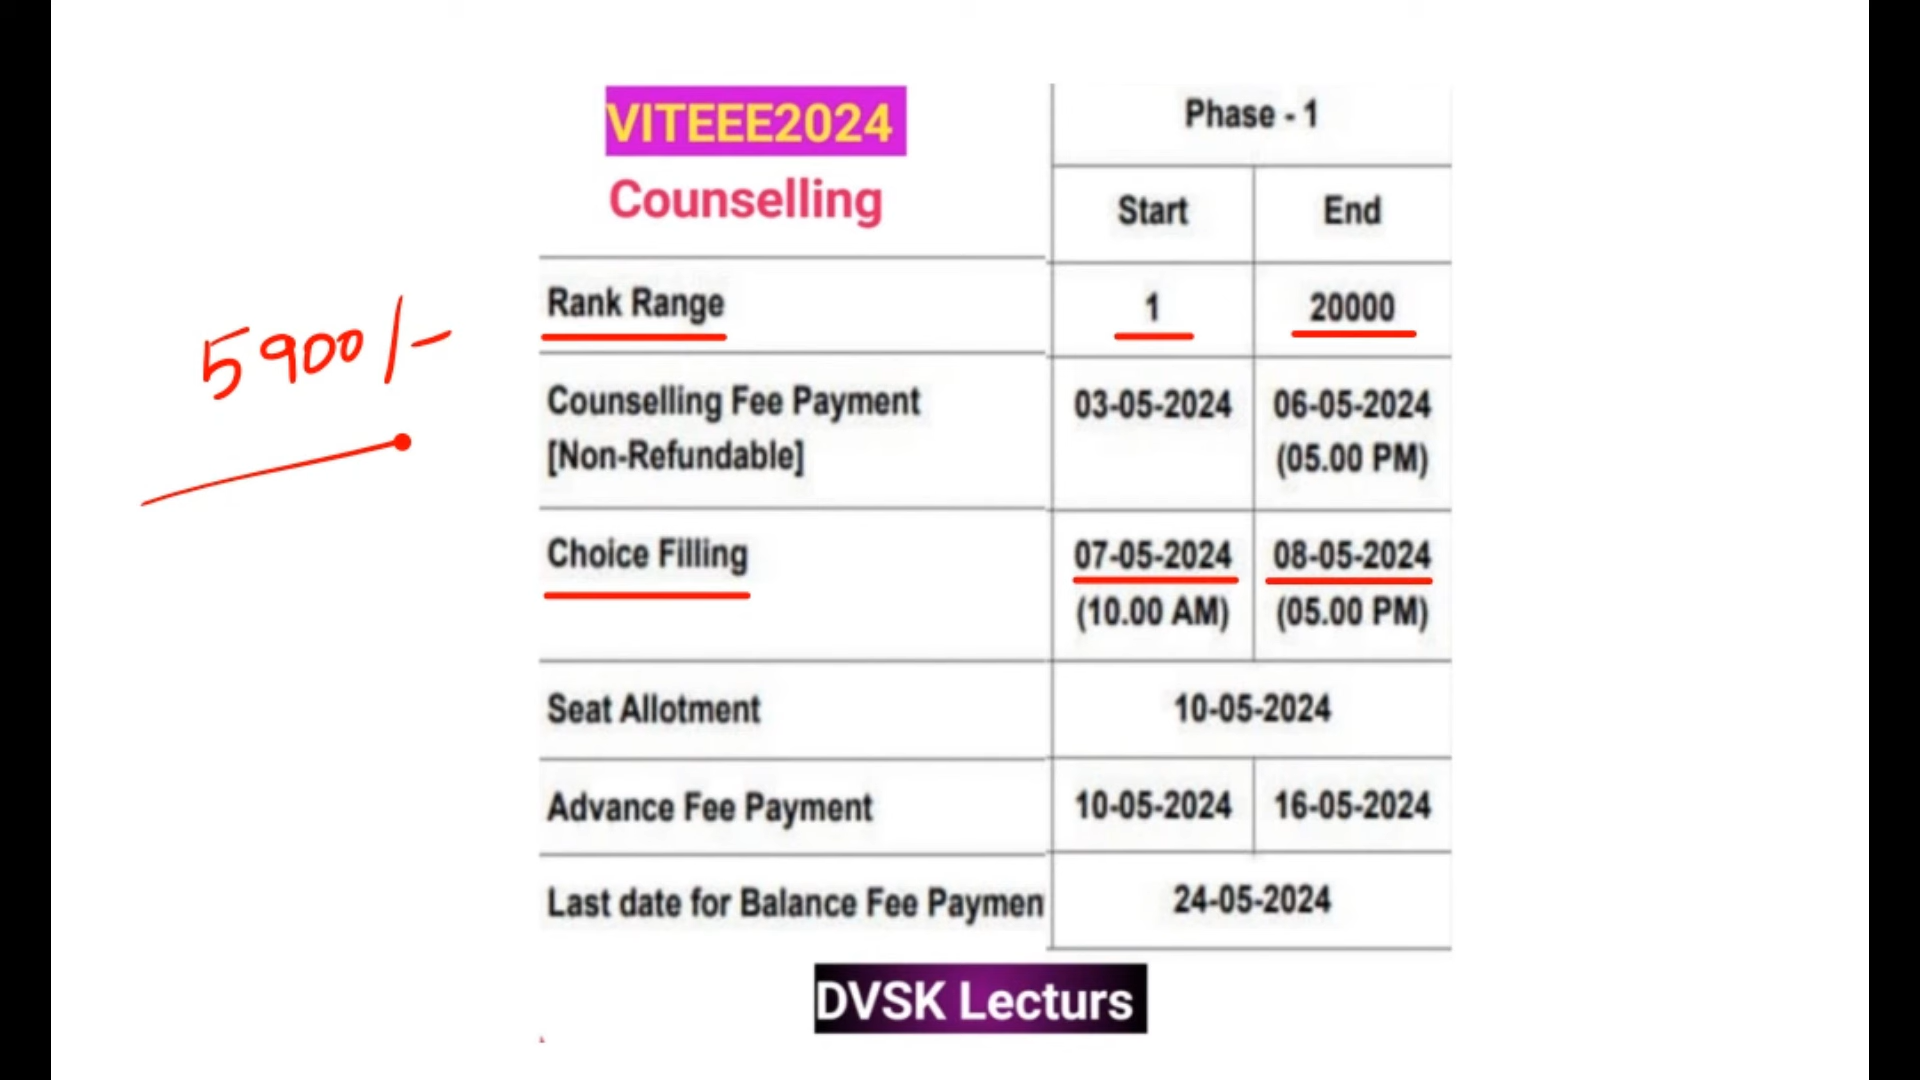 VITEEE2024
Counselling
Phase - 1
Start End
Rank Range 1 20000
5900/-
Counselling Fee Payment 03-05-2024 06-05-2024
[Non-Refundable] (05.00 PM)
Choice Filling 07-05-2024 08-05-2024
(10.00 AM) (05.00 PM)
Seat Allotment 10-05-2024
Advance Fee Payment 10-05-2024 16-05-2024
Last date for Balance Fee Paymen 24-05-2024
DVSK Lecturs